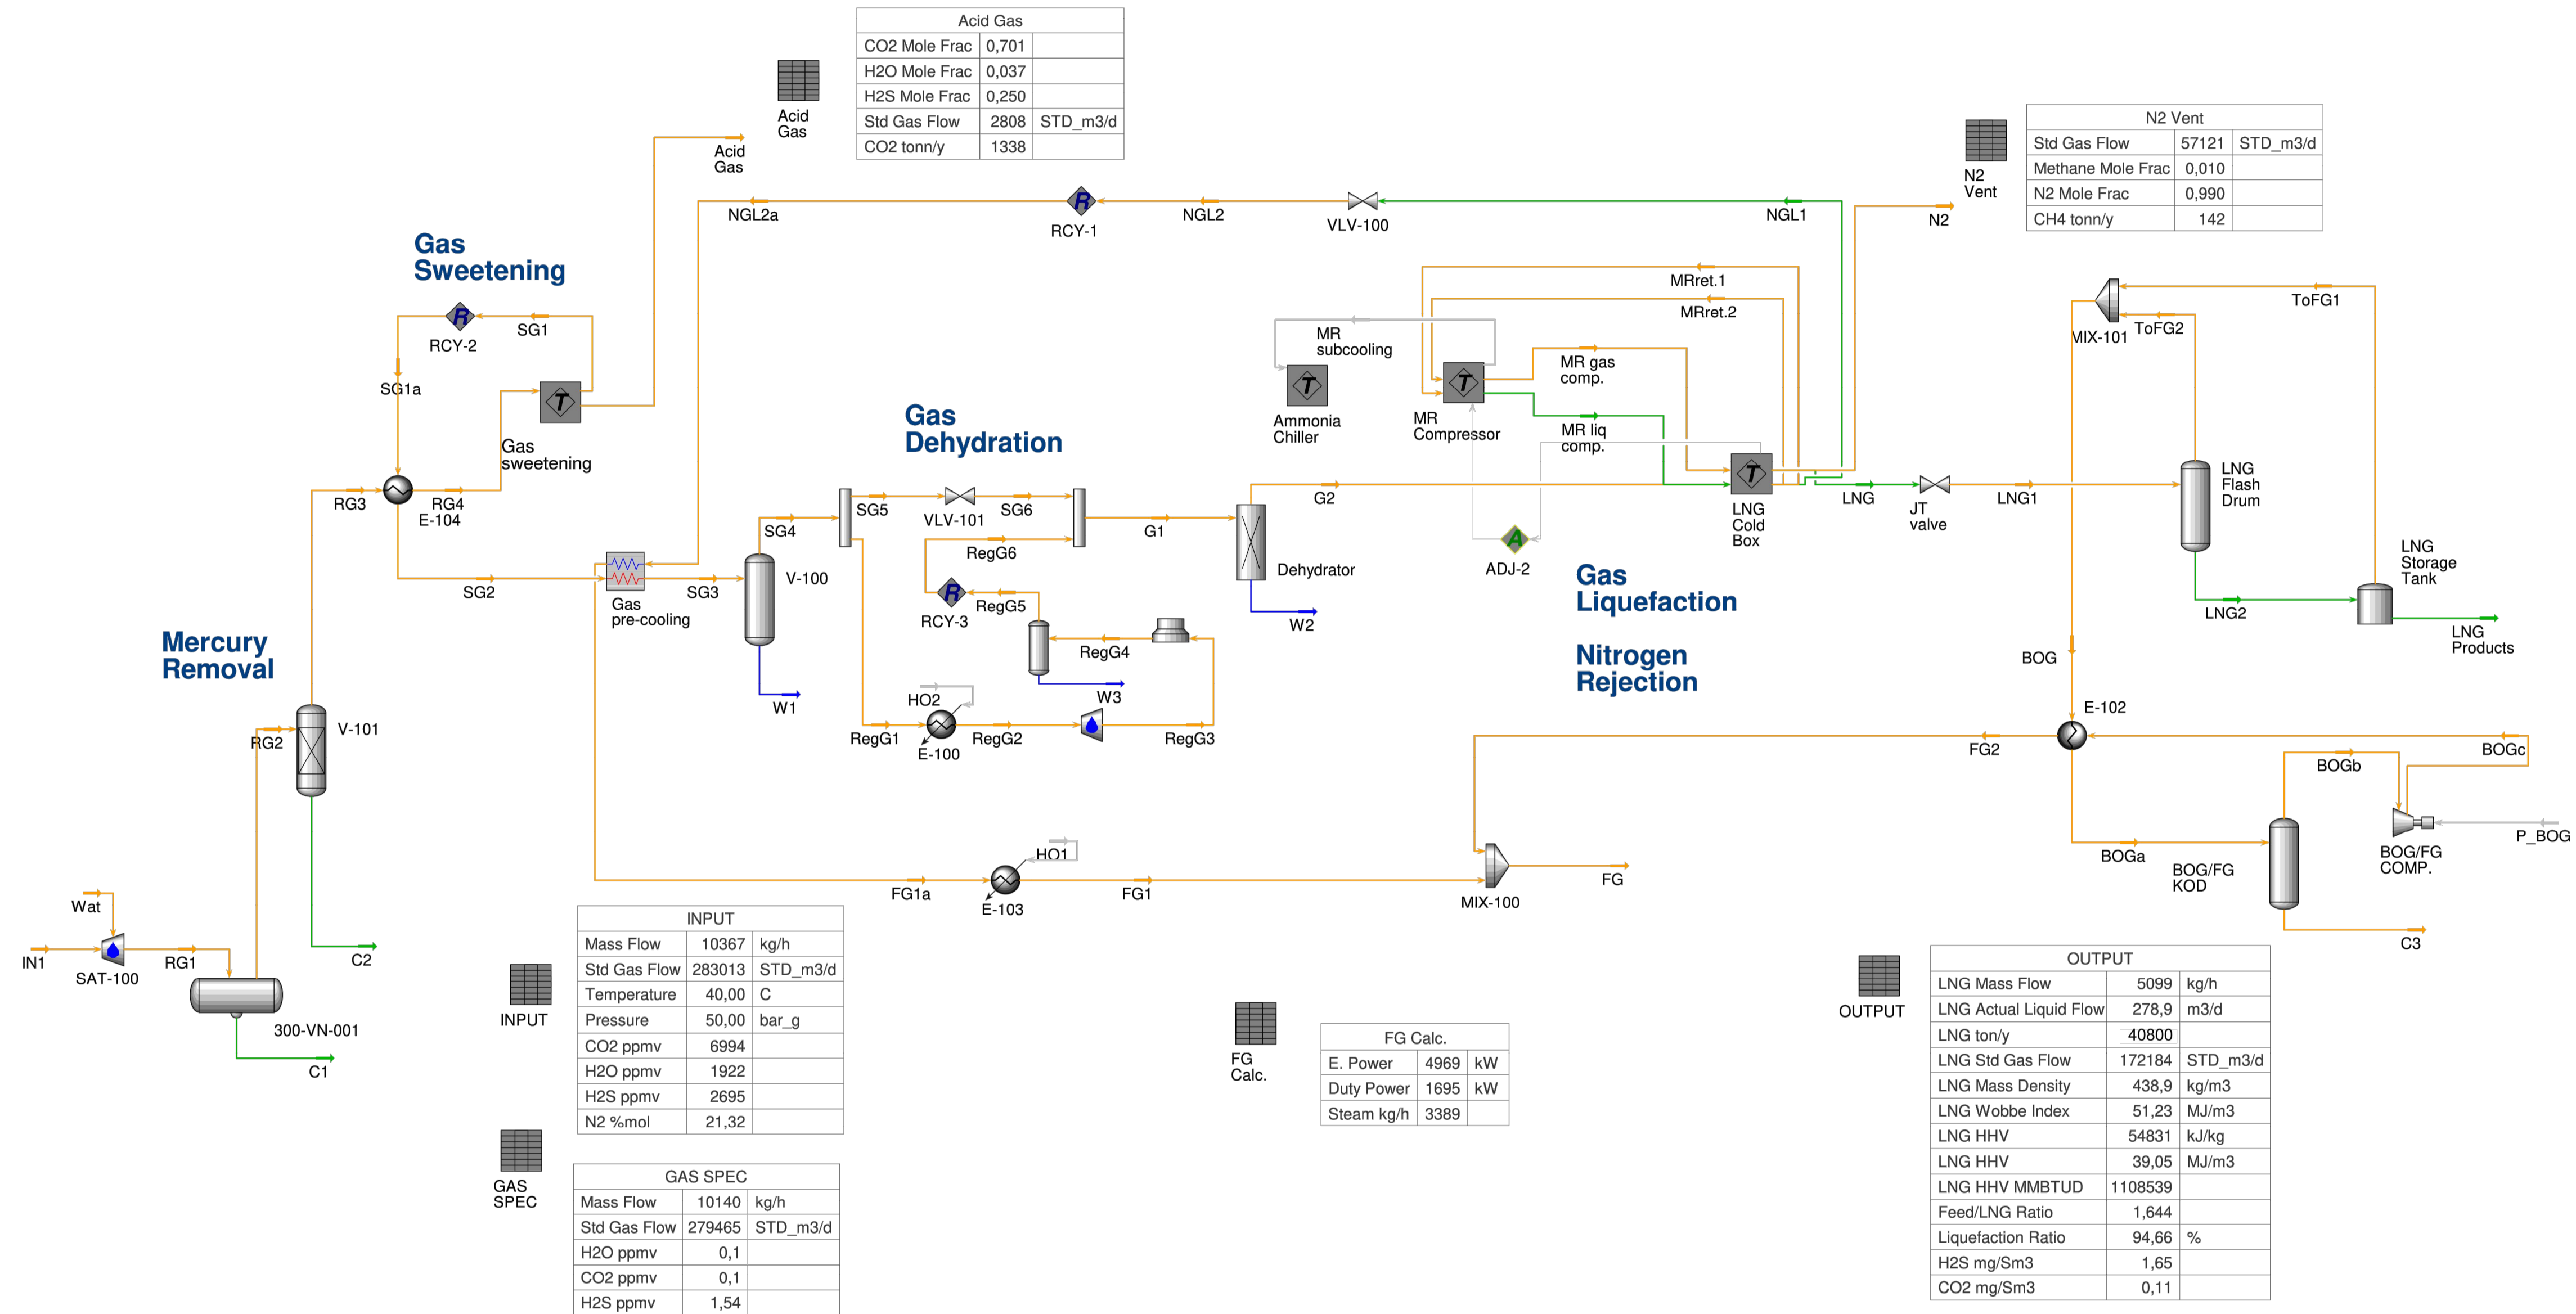 Acid Gas
CO2 Mole Frac 0,701
H2O Mole Frac 0,037
H2S Mole Frac 0,250
Std Gas Flow 2808 STD_m3/d
CO2 tonn/y 1338
Acid
Gas
Acid
Gas
N2 Vent
Std Gas Flow 57121 STD_m3/d
Methane Mole Frac 0,010
N2 Mole Frac 0,990
CH4 tonn/y 142
N2
Vent
N2
NGL2a
RCY-1
NGL2
VLV-100
NGL1
Gas
Sweetening
R
R
RCY-2
SG1
SG1a
T
Gas
sweetening
RG3
RG4
E-104
SG2
Gas
pre-cooling
SG3
V-100
SG4
W1
Gas
Dehydration
SG5
VLV-101
SG6
G1
RegG6
R
RCY-3
RegG5
RegG4
W3
HO2
RegG1
E-100
RegG2
RegG3
Dehydrator
W2
G2
MRret.1
MRret.2
MR
subcooling
T
Ammonia
Chiller
T
MR
Compressor
MR gas
comp.
MR liq
comp.
T
LNG
Cold
Box
A
ADJ-2
LNG
JT
valve
LNG1
Gas
Liquefaction
Nitrogen
Rejection
ToFG1
MIX-101
ToFG2
LNG
Flash
Drum
LNG
Storage
Tank
LNG2
LNG
Products
BOG
E-102
FG2
BOGc
BOGb
BOGa
BOG/FG
KOD
BOG/FG
COMP.
P_BOG
C3
Mercury
Removal
RG2
V-101
Wat
IN1
SAT-100
RG1
300-VN-001
C1
C2
FG1a
HO1
E-103
FG1
MIX-100
FG
INPUT
INPUT
Mass Flow 10367 kg/h
Std Gas Flow 283013 STD_m3/d
Temperature 40,00 C
Pressure 50,00 bar_g
CO2 ppmv 6994
H2O ppmv 1922
H2S ppmv 2695
N2 %mol 21,32
GAS
SPEC
GAS SPEC
Mass Flow 10140 kg/h
Std Gas Flow 279465 STD_m3/d
H2O ppmv 0,1
CO2 ppmv 0,1
H2S ppmv 1,54
FG
Calc.
FG Calc.
E. Power 4969 kW
Duty Power 1695 kW
Steam kg/h 3389
OUTPUT
OUTPUT
LNG Mass Flow 5099 kg/h
LNG Actual Liquid Flow 278,9 m3/d
LNG ton/y 40800
LNG Std Gas Flow 172184 STD_m3/d
LNG Mass Density 438,9 kg/m3
LNG Wobbe Index 51,23 MJ/m3
LNG HHV 54831 kJ/kg
LNG HHV 39,05 MJ/m3
LNG HHV MMBTUD 1108539
Feed/LNG Ratio 1,644
Liquefaction Ratio 94,66 %
H2S mg/Sm3 1,65
CO2 mg/Sm3 0,11